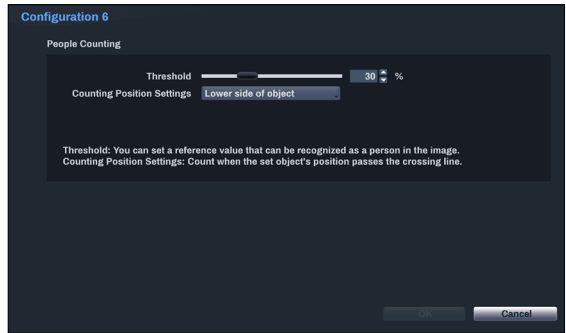 Configuration 6
People Counting
Threshold 30 %
Counting Position Settings Lower side of object
Threshold: You can set a reference value that can be recognized as a person in the image.
Counting Position Settings: Count when the set object's position passes the crossing line.
OK Cancel